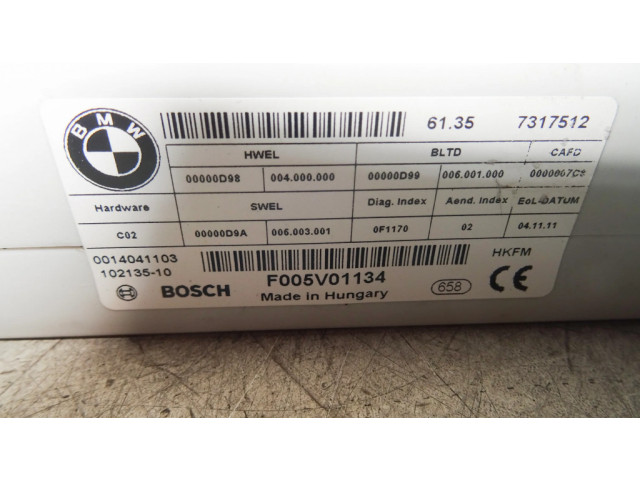 BMW
61.35 7317512
HWEL BLTD CAFD
00000D98 004.000.000 00000D99 006.001.000
Hardware SWEL Diag. Index Aend. Index EoL-DATUM
C02 00000D9A 006.003.001 0F1170 02 04.11.11
0014041103
HKFM
102135-10
F005V01134
BOSCH
Made in Hungary
658
CE